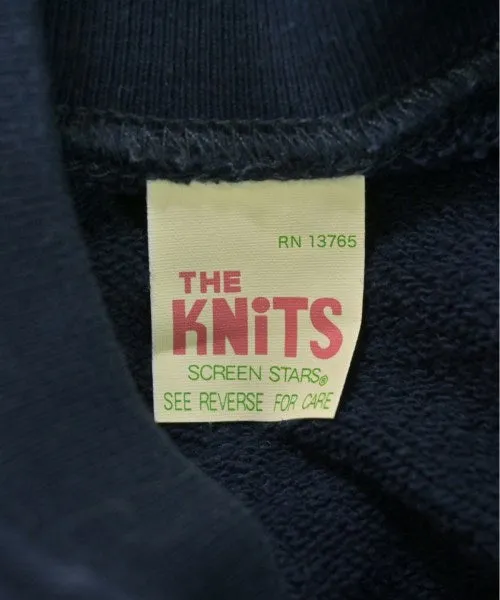 RN 13765
THE
KNiTS
SCREEN STARS®
SEE REVERSE FOR CARE